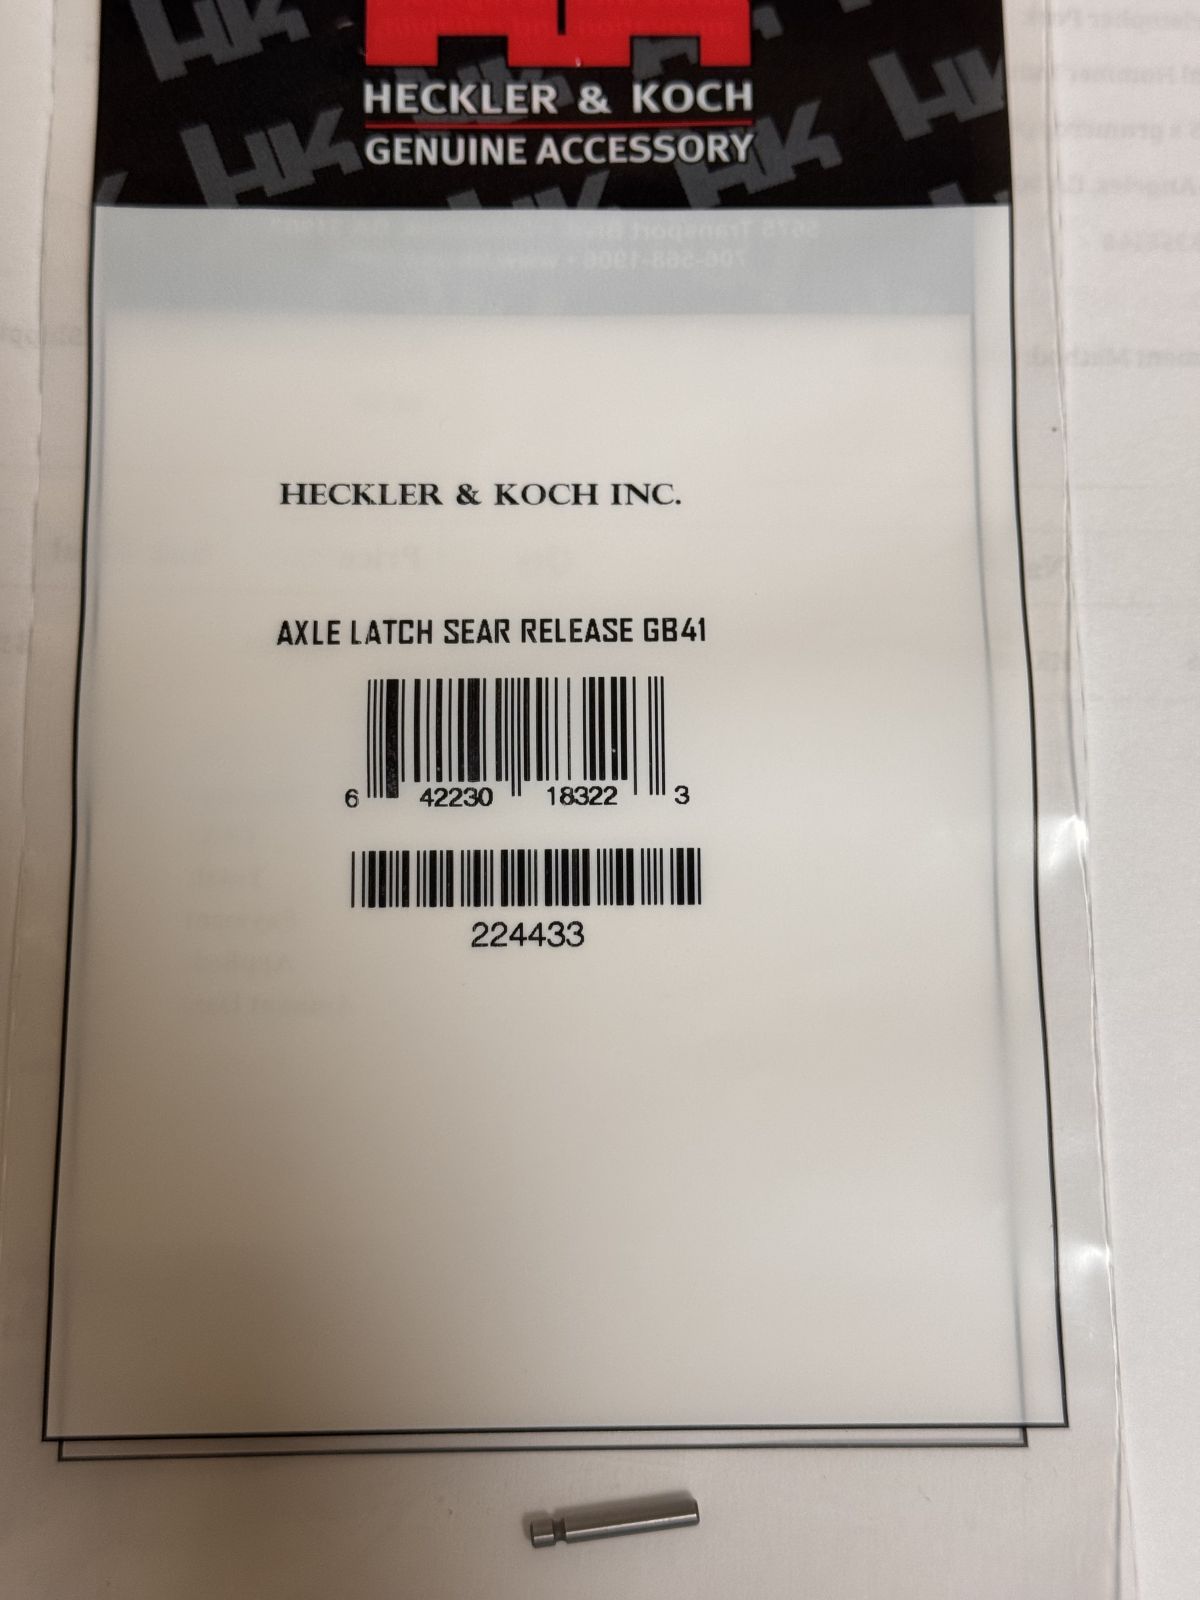 HECKLER & KOCH
GENUINE ACCESSORY
HECKLER & KOCH INC.
AXLE LATCH SEAR RELEASE GB41
6 42230 18322 3
224433